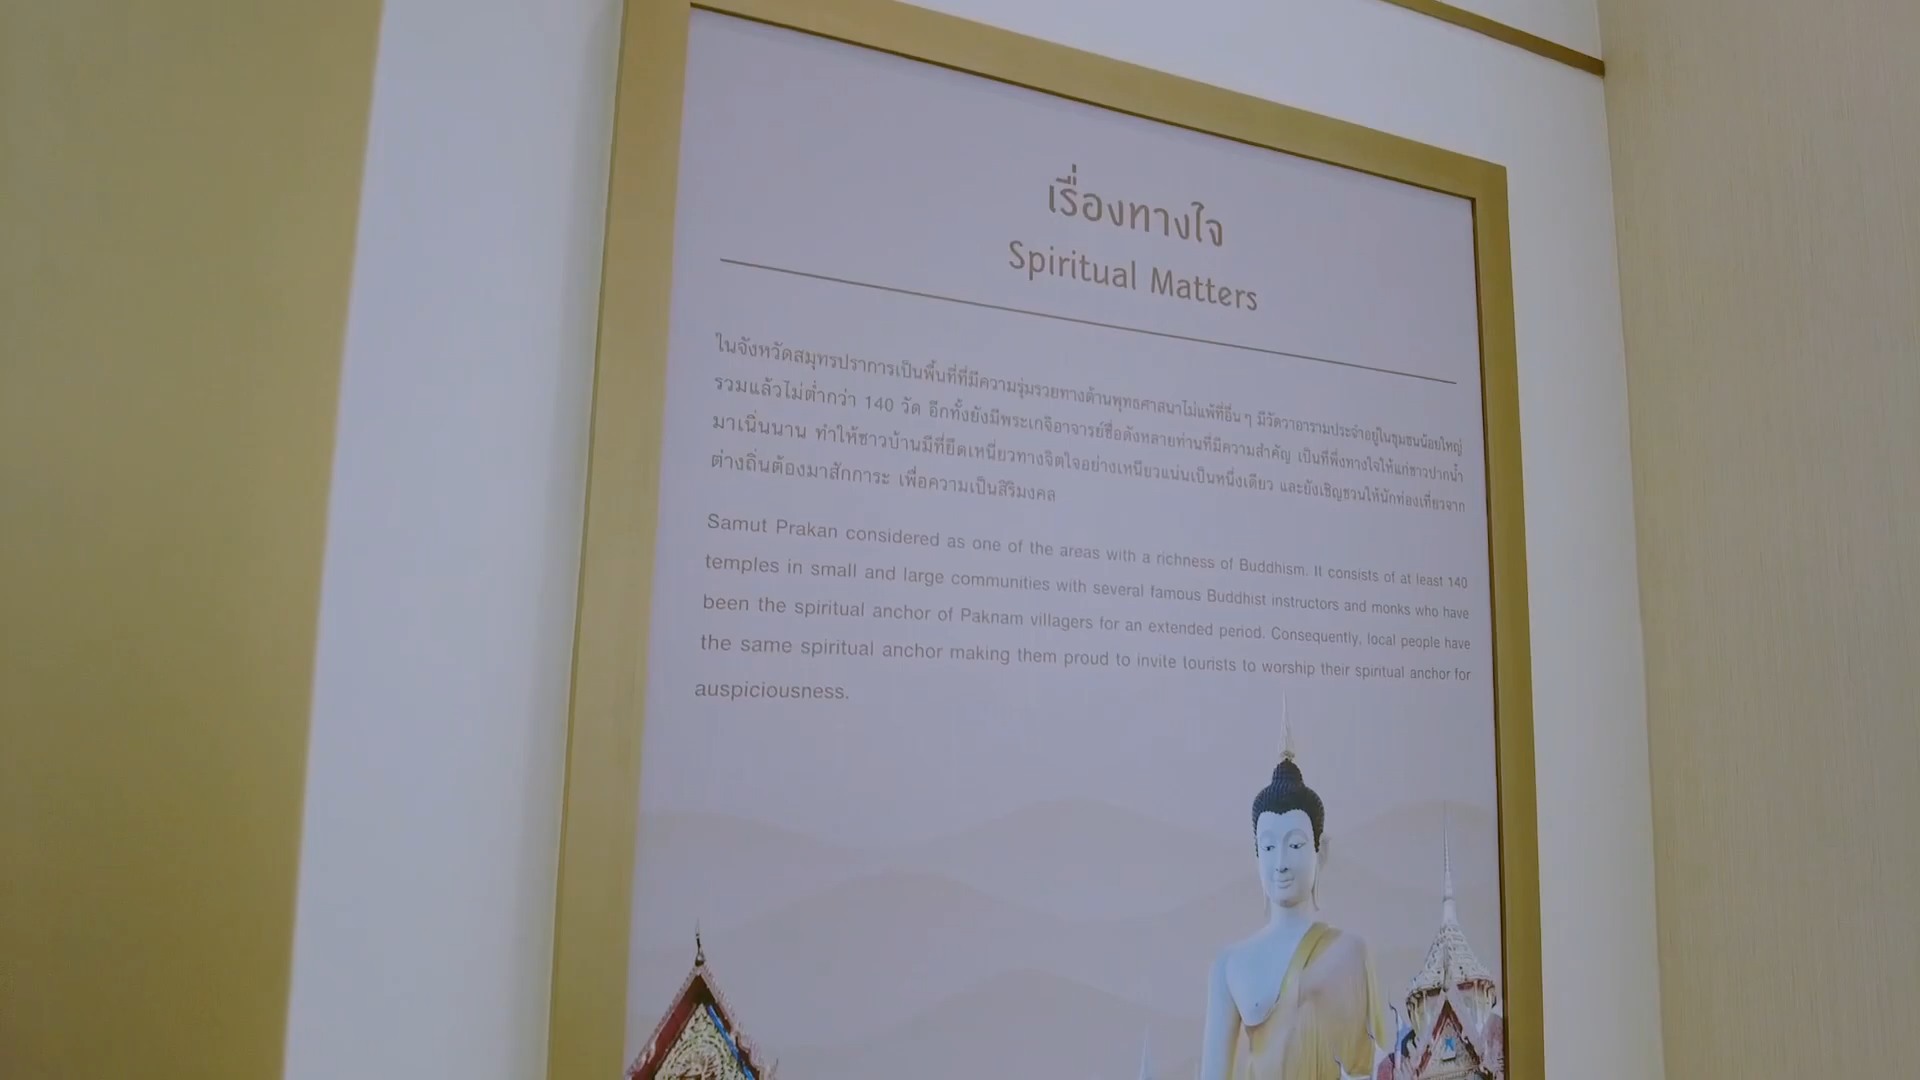 เรื่องทางใจ
Spiritual Matters
ในจังหวัดสมุทรปราการเป็นพื้นที่ที่มีความรุ่มรวยทางด้านพุทธศาสนาไม่แพ้ที่อื่น ๆ มีวัดวาอารามประจำอยู่ในชุมชนน้อยใหญ่
รวมแล้วไม่ต่ำกว่า 140 วัด อีกทั้งยังมีพระเกจิอาจารย์ชื่อดังหลายท่านที่มีความสำคัญ เป็นที่พึ่งทางใจให้แก่ชาวปากน้ำ
มาเนิ่นนาน ทำให้ชาวบ้านมีที่ยึดเหนี่ยวทางจิตใจอย่างเหนียวแน่นเป็นหนึ่งเดียว และยังเชิญชวนให้นักท่องเที่ยวจาก
ต่างถิ่นต้องมาสักการะ เพื่อความเป็นสิริมงคล
Samut Prakan considered as one of the areas with a richness of Buddhism. It consists of at least 140
temples in small and large communities with several famous Buddhist instructors and monks who have
been the spiritual anchor of Paknam villagers for an extended period. Consequently, local people have
the same spiritual anchor making them proud to invite tourists to worship their spiritual anchor for
auspiciousness.